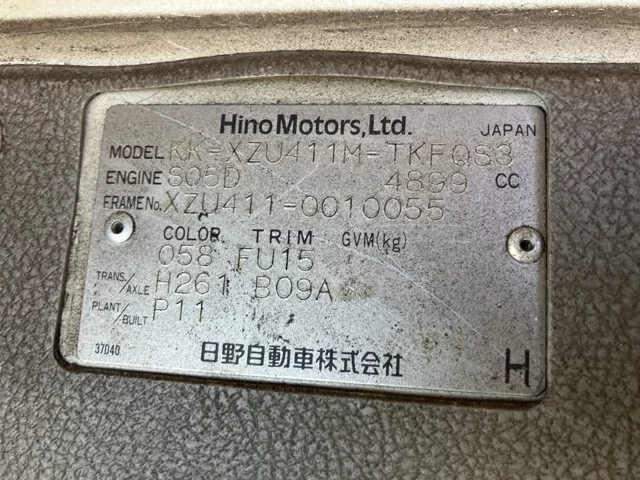 Hino Motors, Ltd. JAPAN
MODEL KK-XZU411M-TKFQS3
ENGINE S05D 4899 CC
FRAME No. XZU411-0010055
COLOR TRIM GVM(kg)
058 FU15
TRANS/AXLE H261 B09A
PLANT/BUILT P11
37040 日野自動車株式会社 H